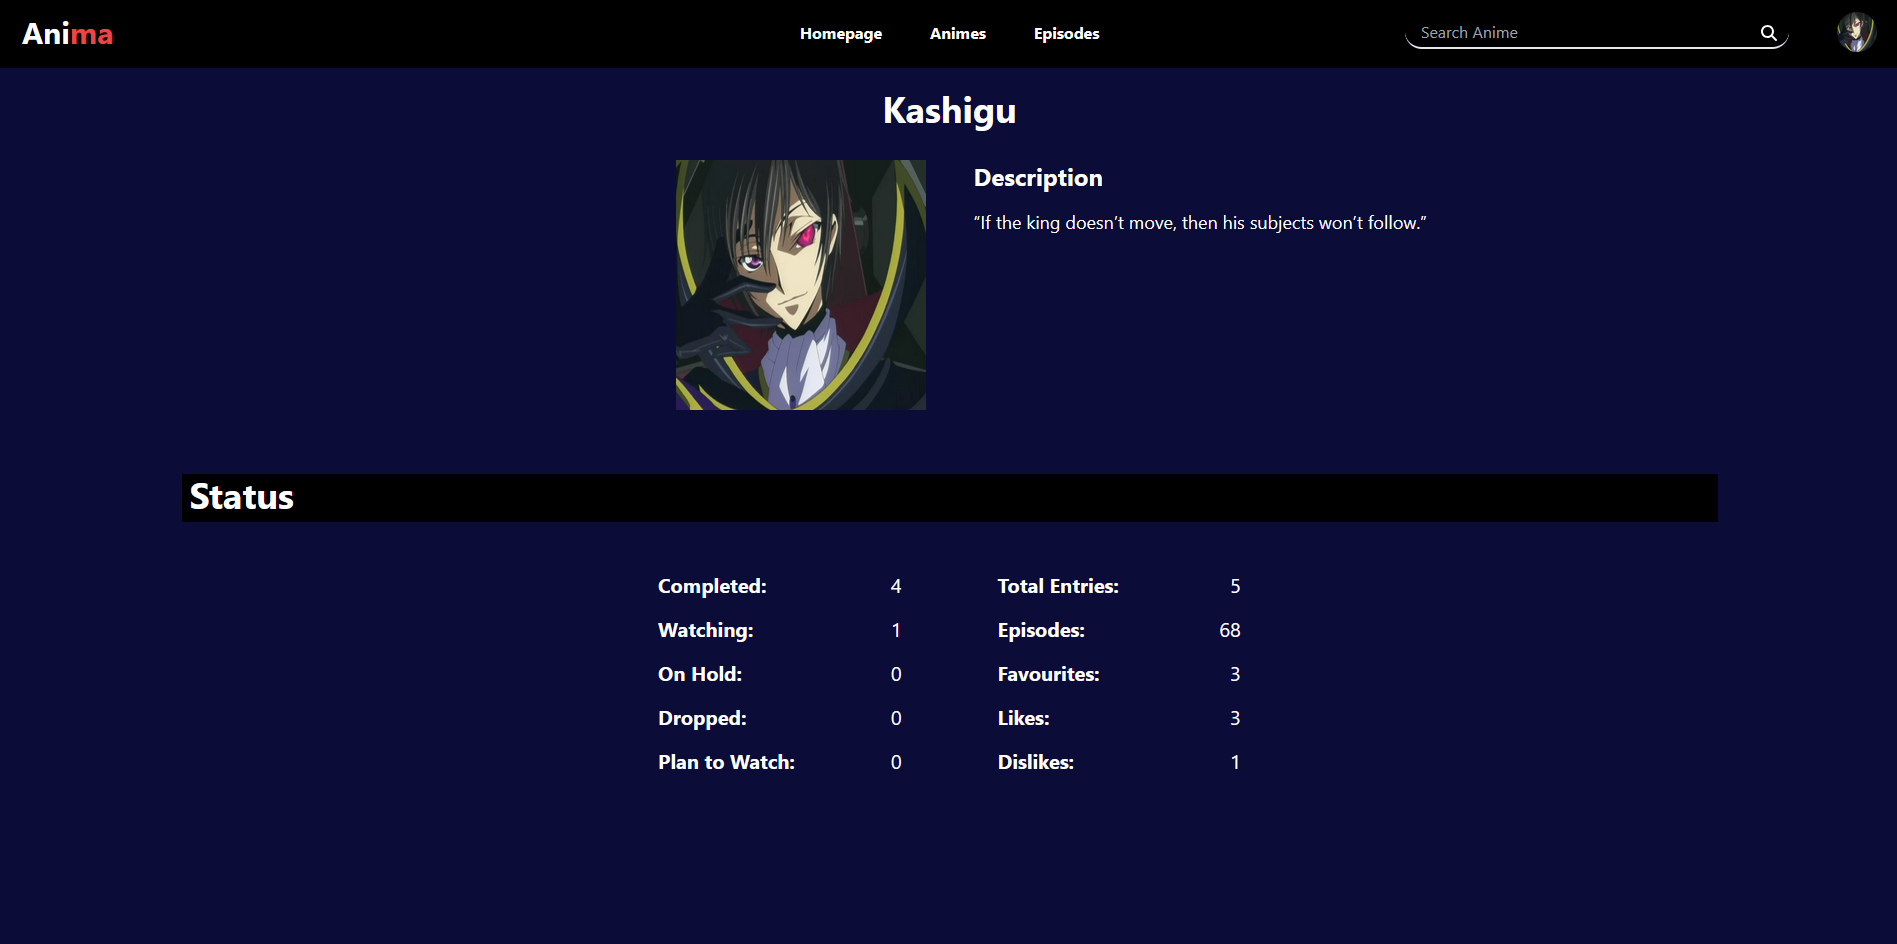 Anima
Homepage Animes Episodes
Search Anime
Kashigu
Description
“If the king doesn’t move, then his subjects won’t follow.”
Status
Completed: 4 Total Entries: 5
Watching: 1 Episodes: 68
On Hold: 0 Favourites: 3
Dropped: 0 Likes: 3
Plan to Watch: 0 Dislikes: 1